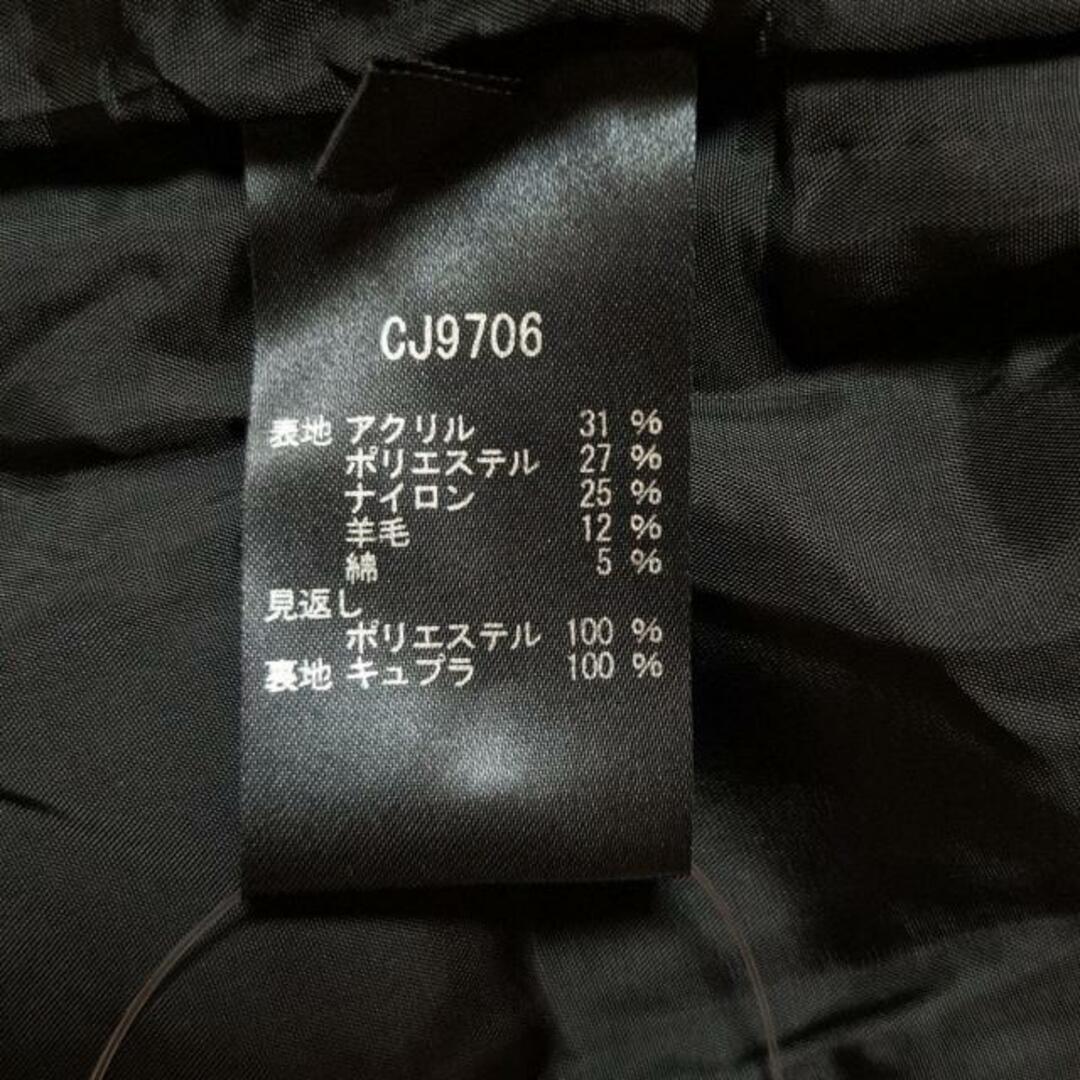 CJ9706
表地 アクリル 31 %
ポリエステル 27 %
ナイロン 25 %
羊毛 12 %
綿 5 %
見返し
ポリエステル 100 %
裏地 キュプラ 100 %